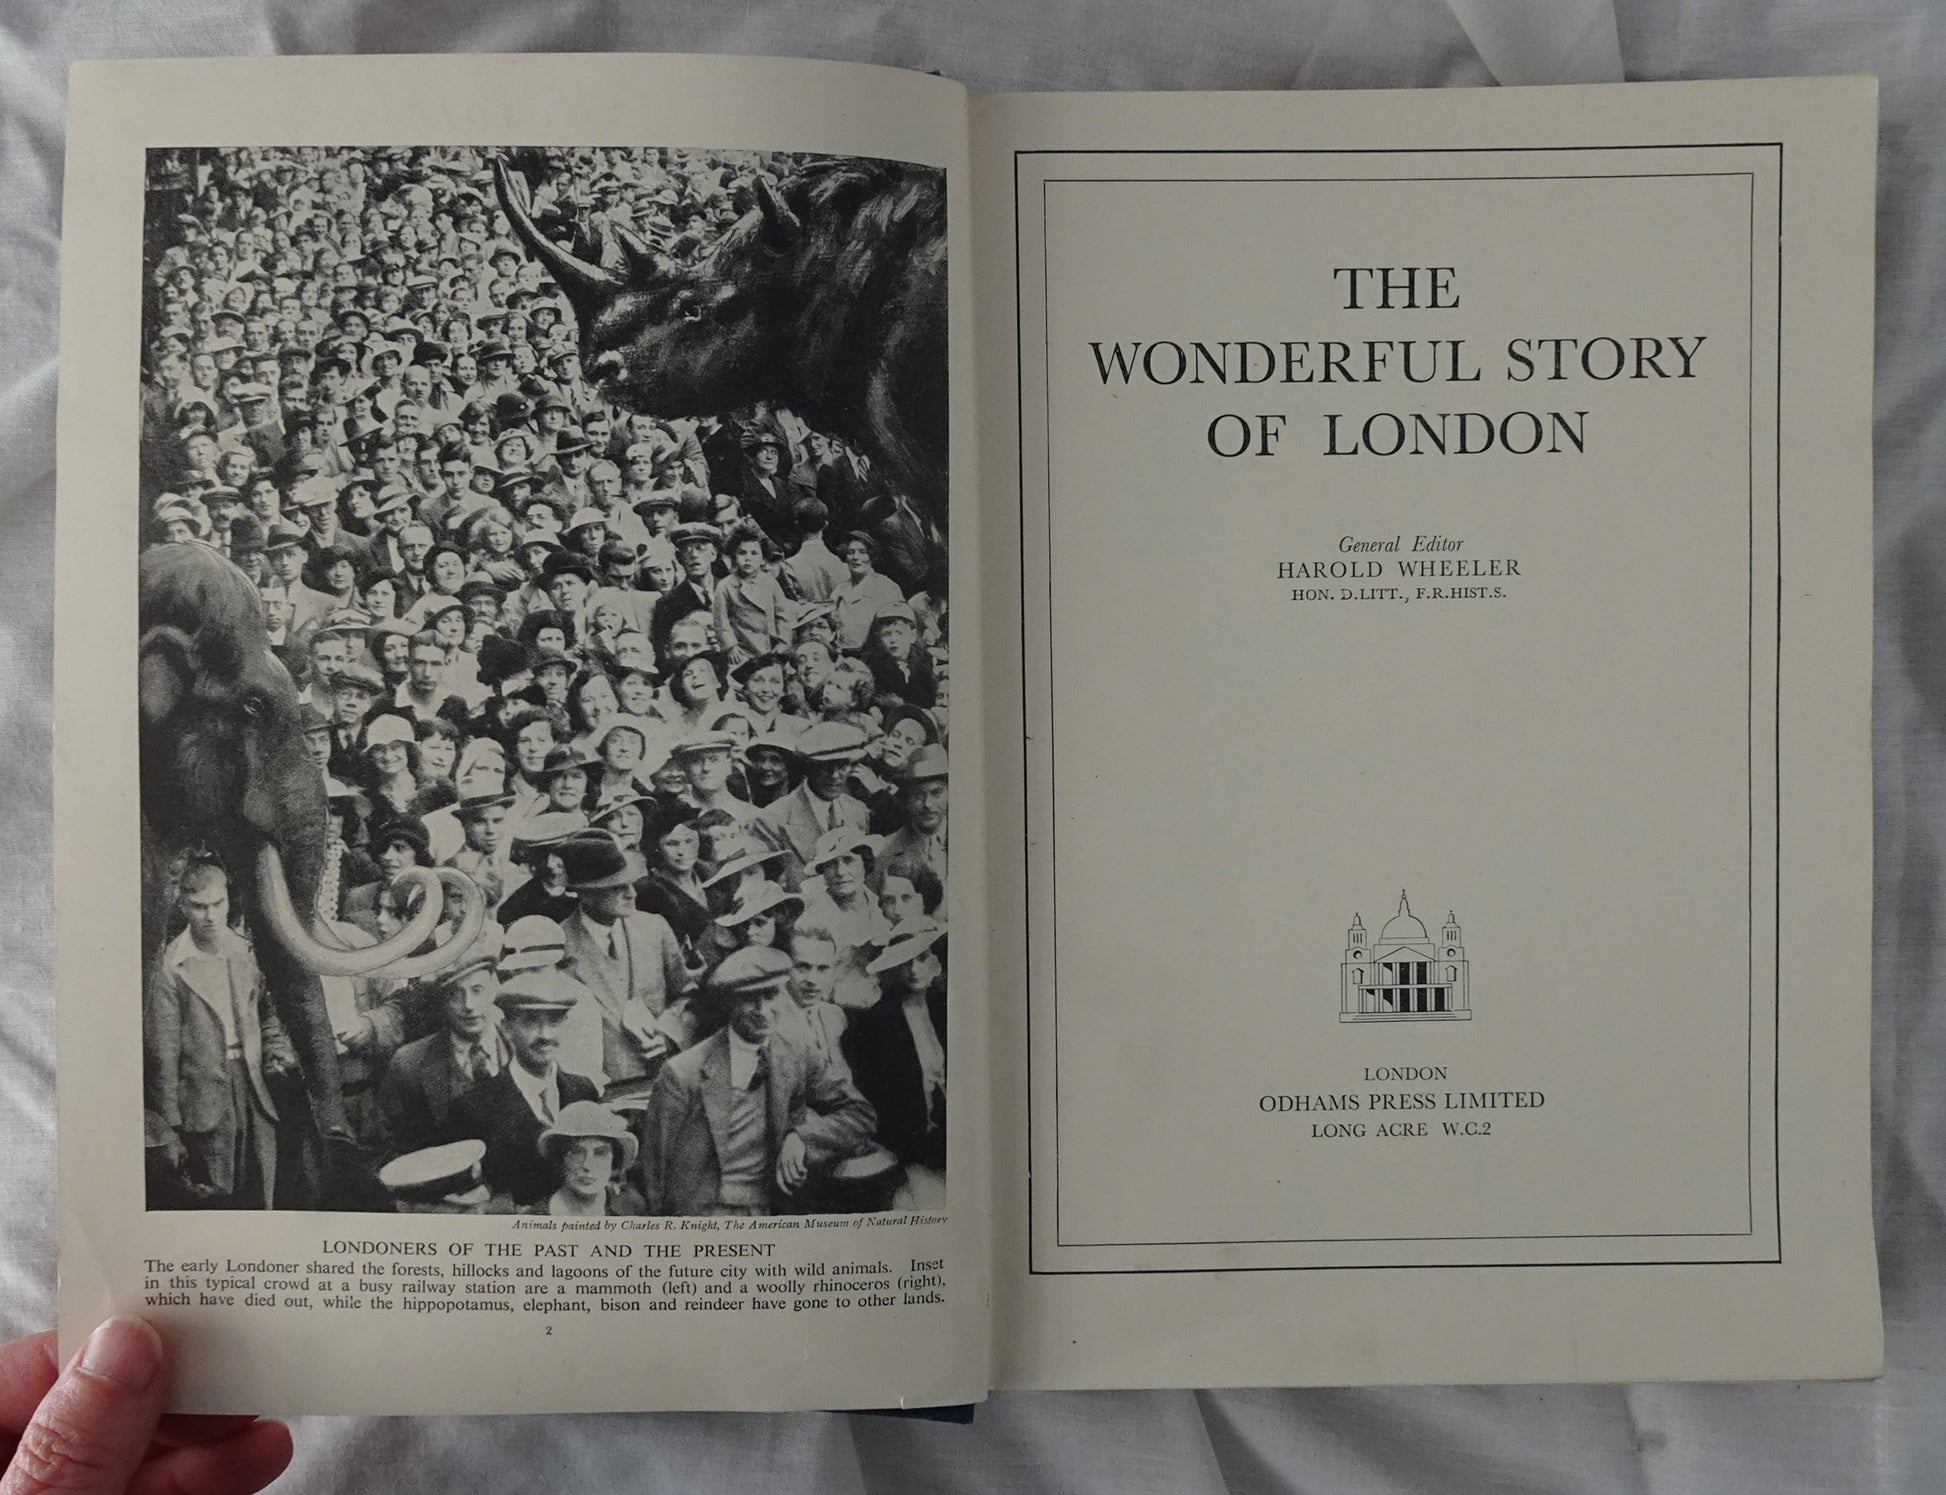 Animals painted by Charles R. Knight, The American Museum of Natural History
LONDONERS OF THE PAST AND THE PRESENT
The early Londoner shared the forests, hillocks and lagoons of the future city with wild animals. Inset
in this typical crowd at a busy railway station are a mammoth (left) and a woolly rhinoceros (right),
which have died out, while the hippopotamus, elephant, bison and reindeer have gone to other lands.
2
THE
WONDERFUL STORY
OF LONDON
General Editor
HAROLD WHEELER
HON. D.LITT., F.R.HIST.S.
LONDON
ODHAMS PRESS LIMITED
LONG ACRE W.C.2